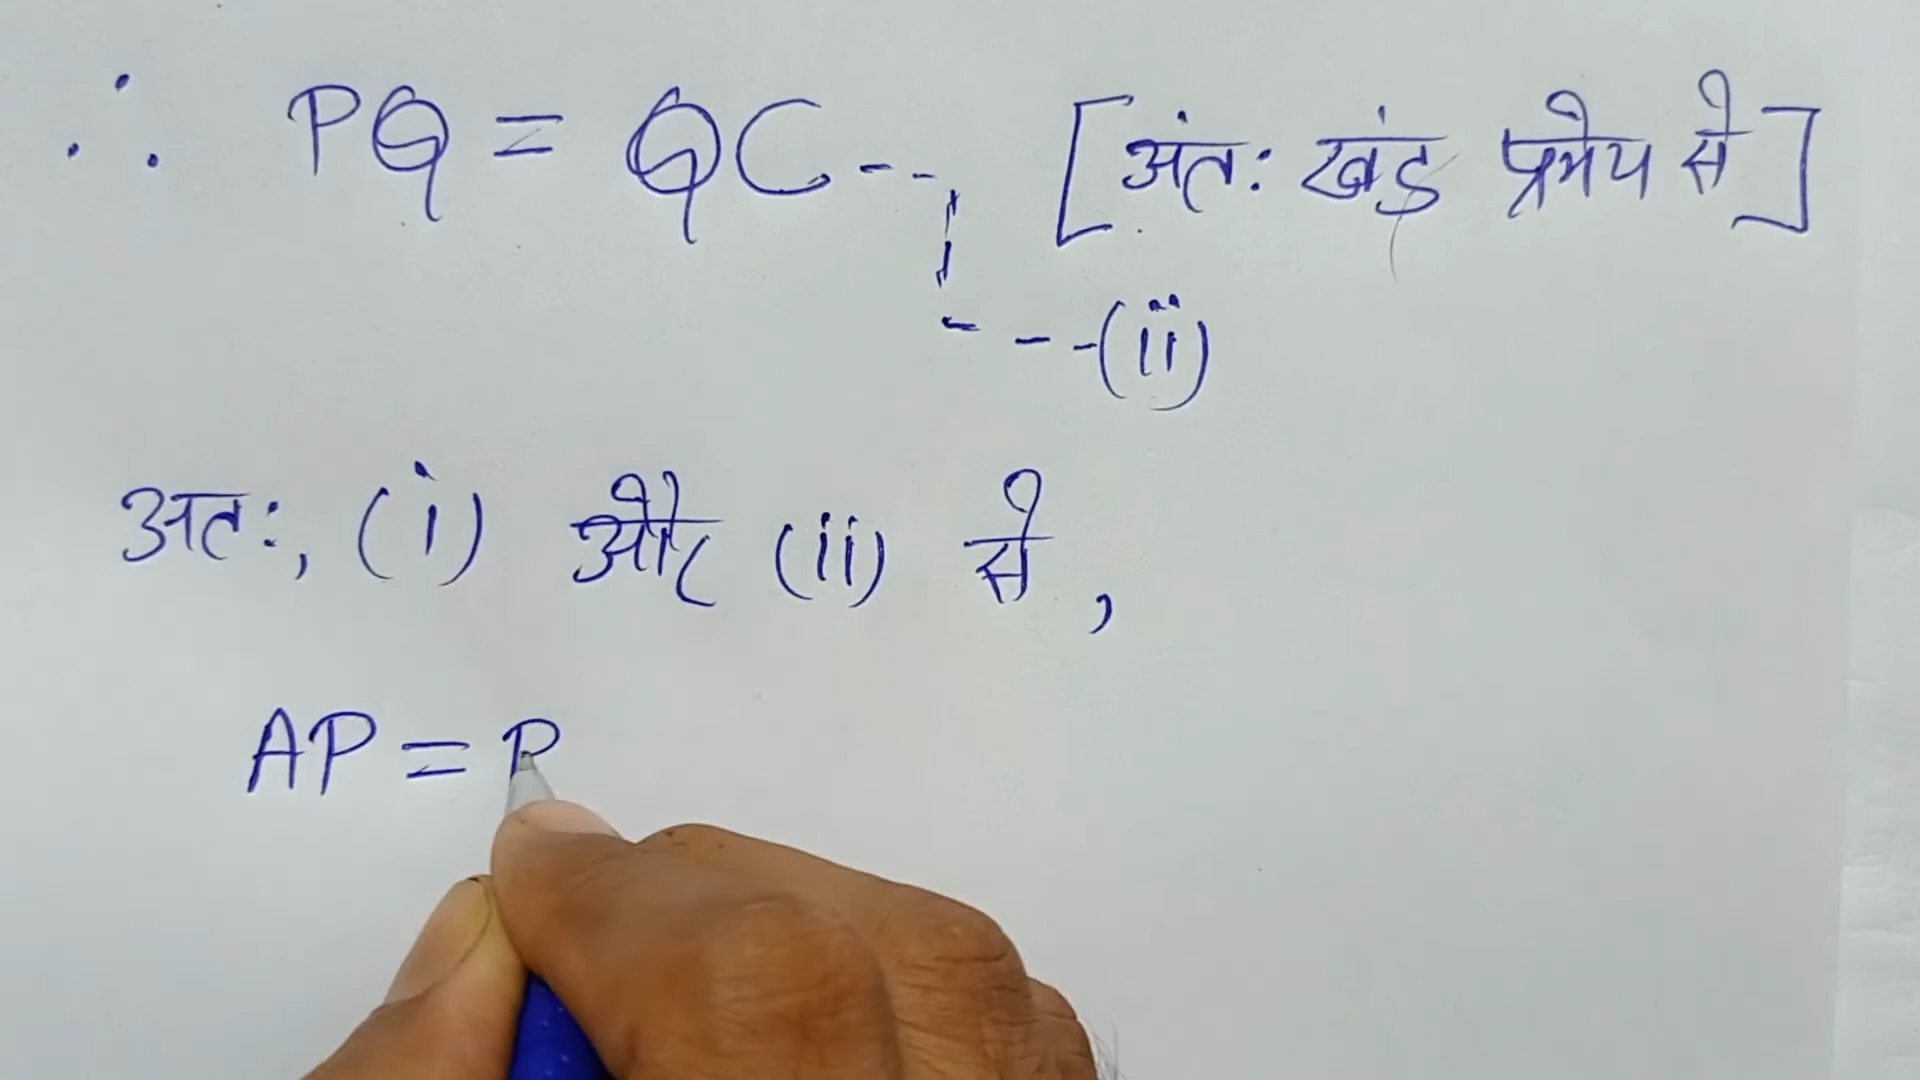 ∴ PQ = QC --- [अंत: खंड प्रमेय से]
---(ii)
अत:, (i) और (ii) से,
AP = P